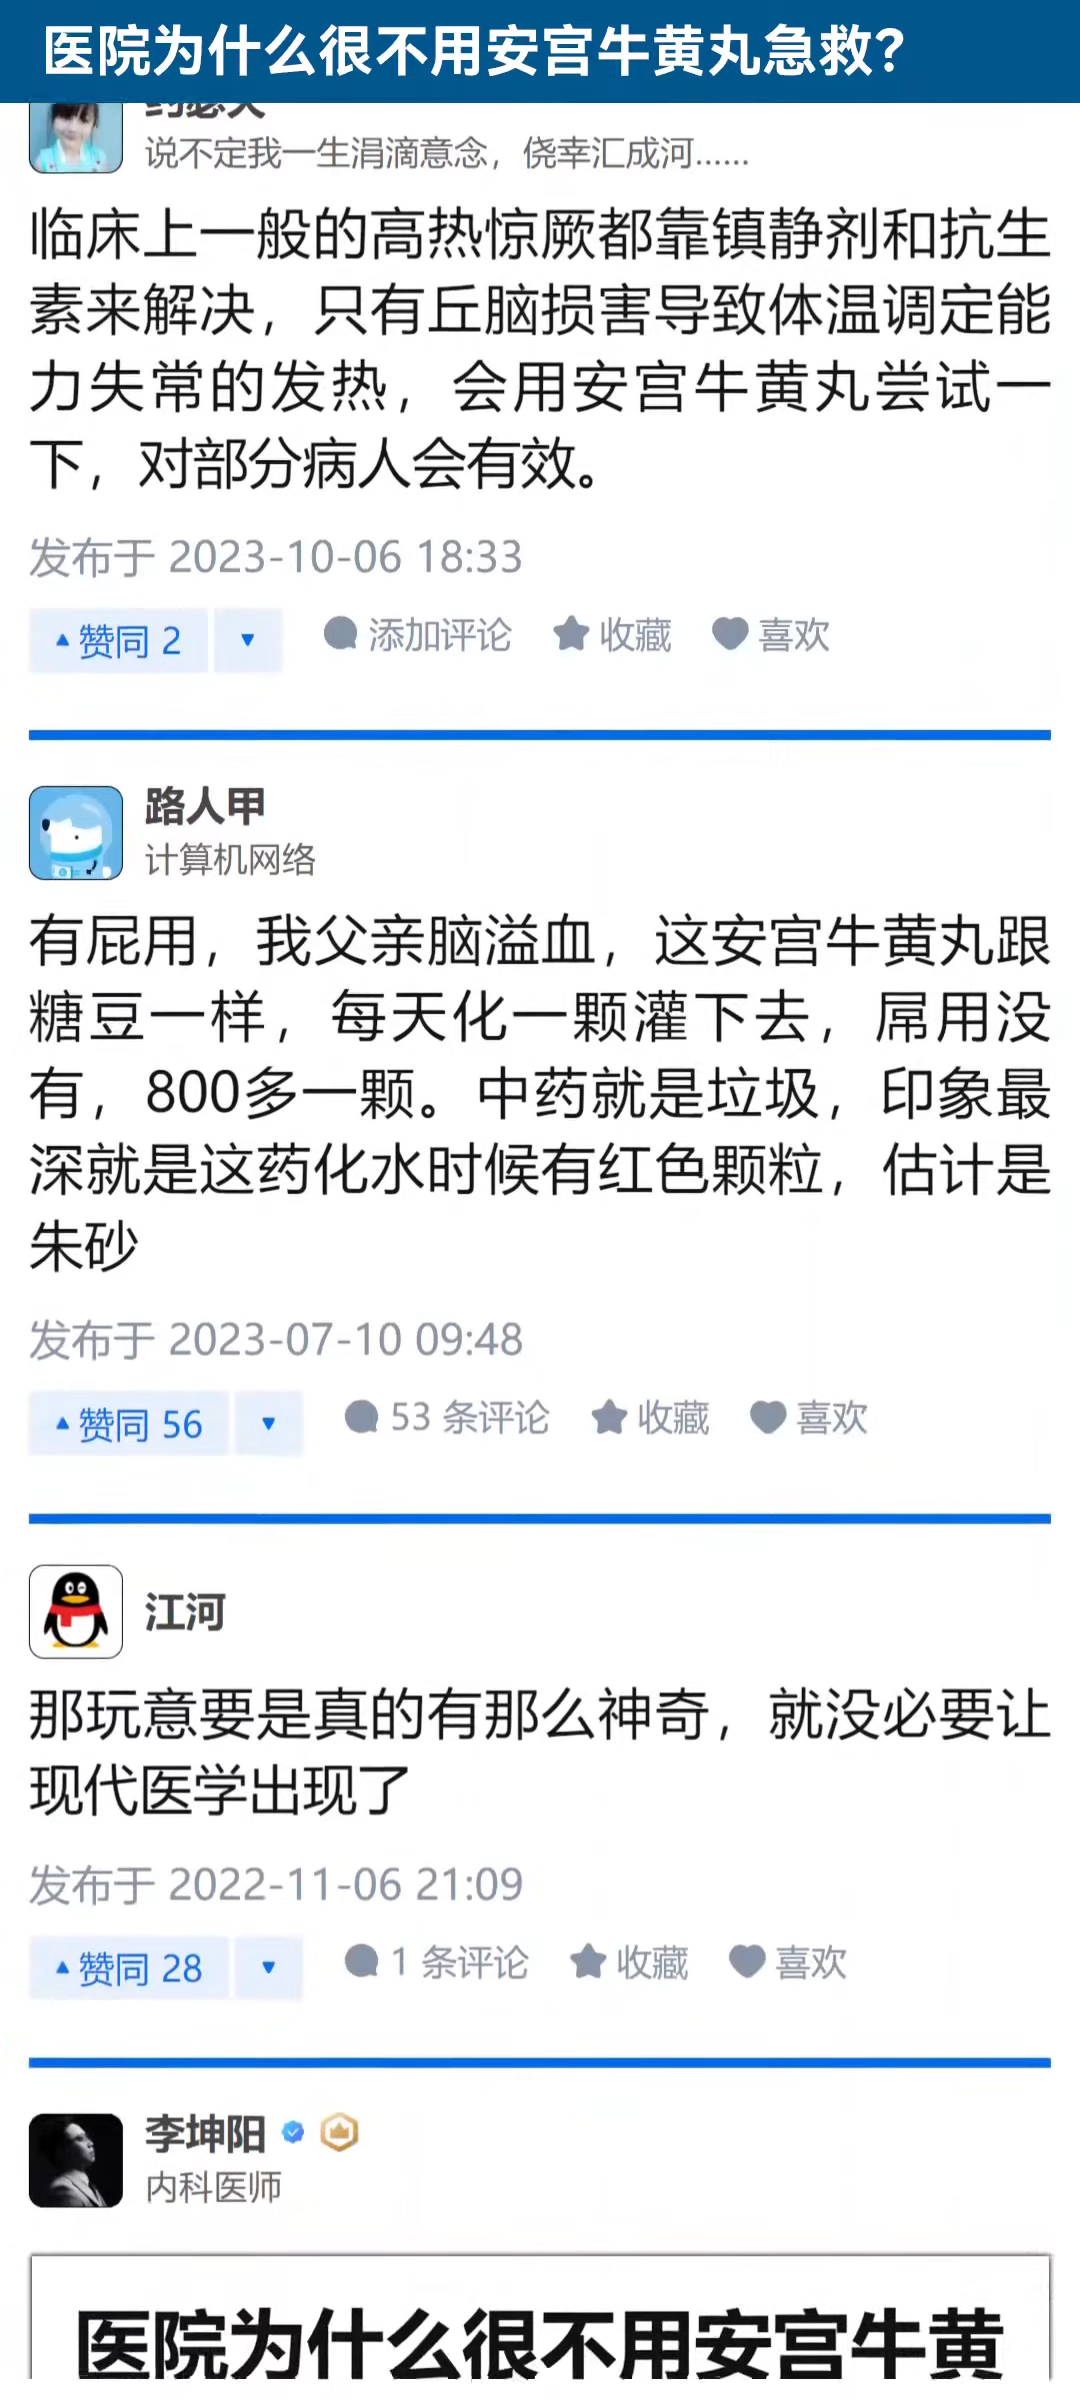 医院为什么很不用安宫牛黄丸急救?
说不定我一生涓滴意念，侥幸汇成河......
临床上一般的高热惊厥都靠镇静剂和抗生
素来解决，只有丘脑损害导致体温调定能
力失常的发热，会用安宫牛黄丸尝试一
下，对部分病人会有效。
发布于 2023-10-06 18:33
赞同 2 添加评论 收藏 喜欢
路人甲
计算机网络
有屁用，我父亲脑溢血，这安宫牛黄丸跟
糖豆一样，每天化一颗灌下去，屌用没
有，800多一颗。中药就是垃圾，印象最
深就是这药化水时候有红色颗粒，估计是
朱砂
发布于 2023-07-10 09:48
赞同 56 53 条评论 收藏 喜欢
江河
那玩意要是真的有那么神奇，就没必要让
现代医学出现了
发布于 2022-11-06 21:09
赞同 28 1 条评论 收藏 喜欢
李坤阳
内科医师
医院为什么很不用安宫牛黄